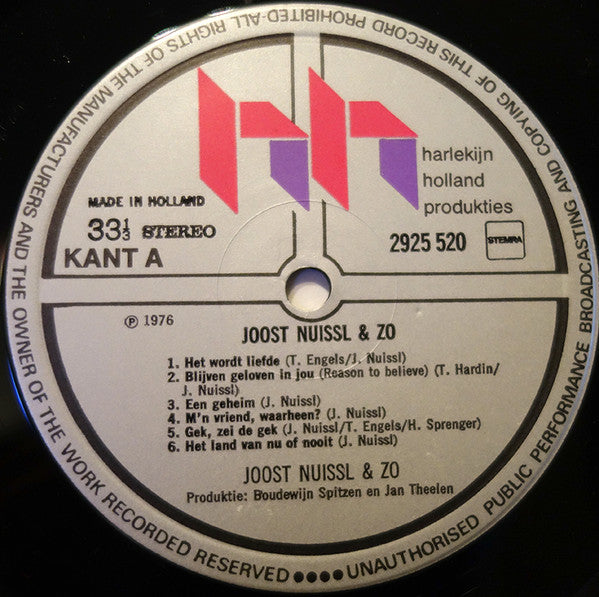 ALL RIGHTS OF THE MANUFACTURERS AND THE OWNER OF THE WORK RECORDED RESERVED ●●●● UNAUTHORISED PUBLIC PERFORMANCE BROADCASTING AND COPYING OF THIS RECORD PROHIBITED-
harlekijn
holland
produkties
MADE IN HOLLAND
33⅓ STEREO
KANT A
2925 520
STEMRA
℗ 1976
JOOST NUISSL & ZO
1. Het wordt liefde (T. Engels/J. Nuissl)
2. Blijven geloven in jou (Reason to believe) (T. Hardin/
J. Nuissl)
3. Een geheim (J. Nuissl)
4. M'n vriend, waarheen? (J. Nuissl)
5. Gek, zei de gek (J. Nuissl/T. Engels/H. Sprenger)
6. Het land van nu of nooit (J. Nuissl)
JOOST NUISSL & ZO
Produktie: Boudewijn Spitzen en Jan Theelen